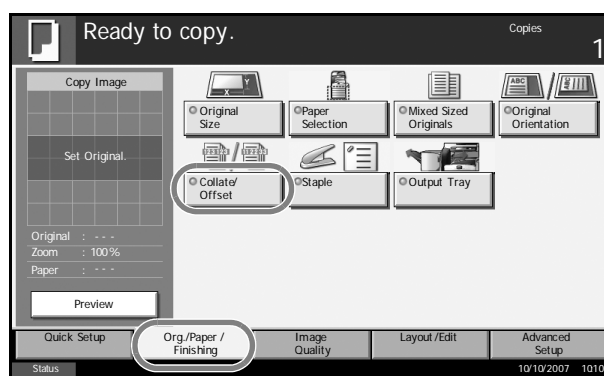 Ready to copy.
Copies
1
Copy Image
Set Original.
Original : - - -
Zoom : 100%
Paper : - - -
Preview
Original
Size
Paper
Selection
Mixed Sized
Originals
ABC
Original
Orientation
Collate/
Offset
Staple
Output Tray
Quick Setup
Org./Paper /
Finishing
Image
Quality
Layout/Edit
Advanced
Setup
Status
10/10/2007 1010